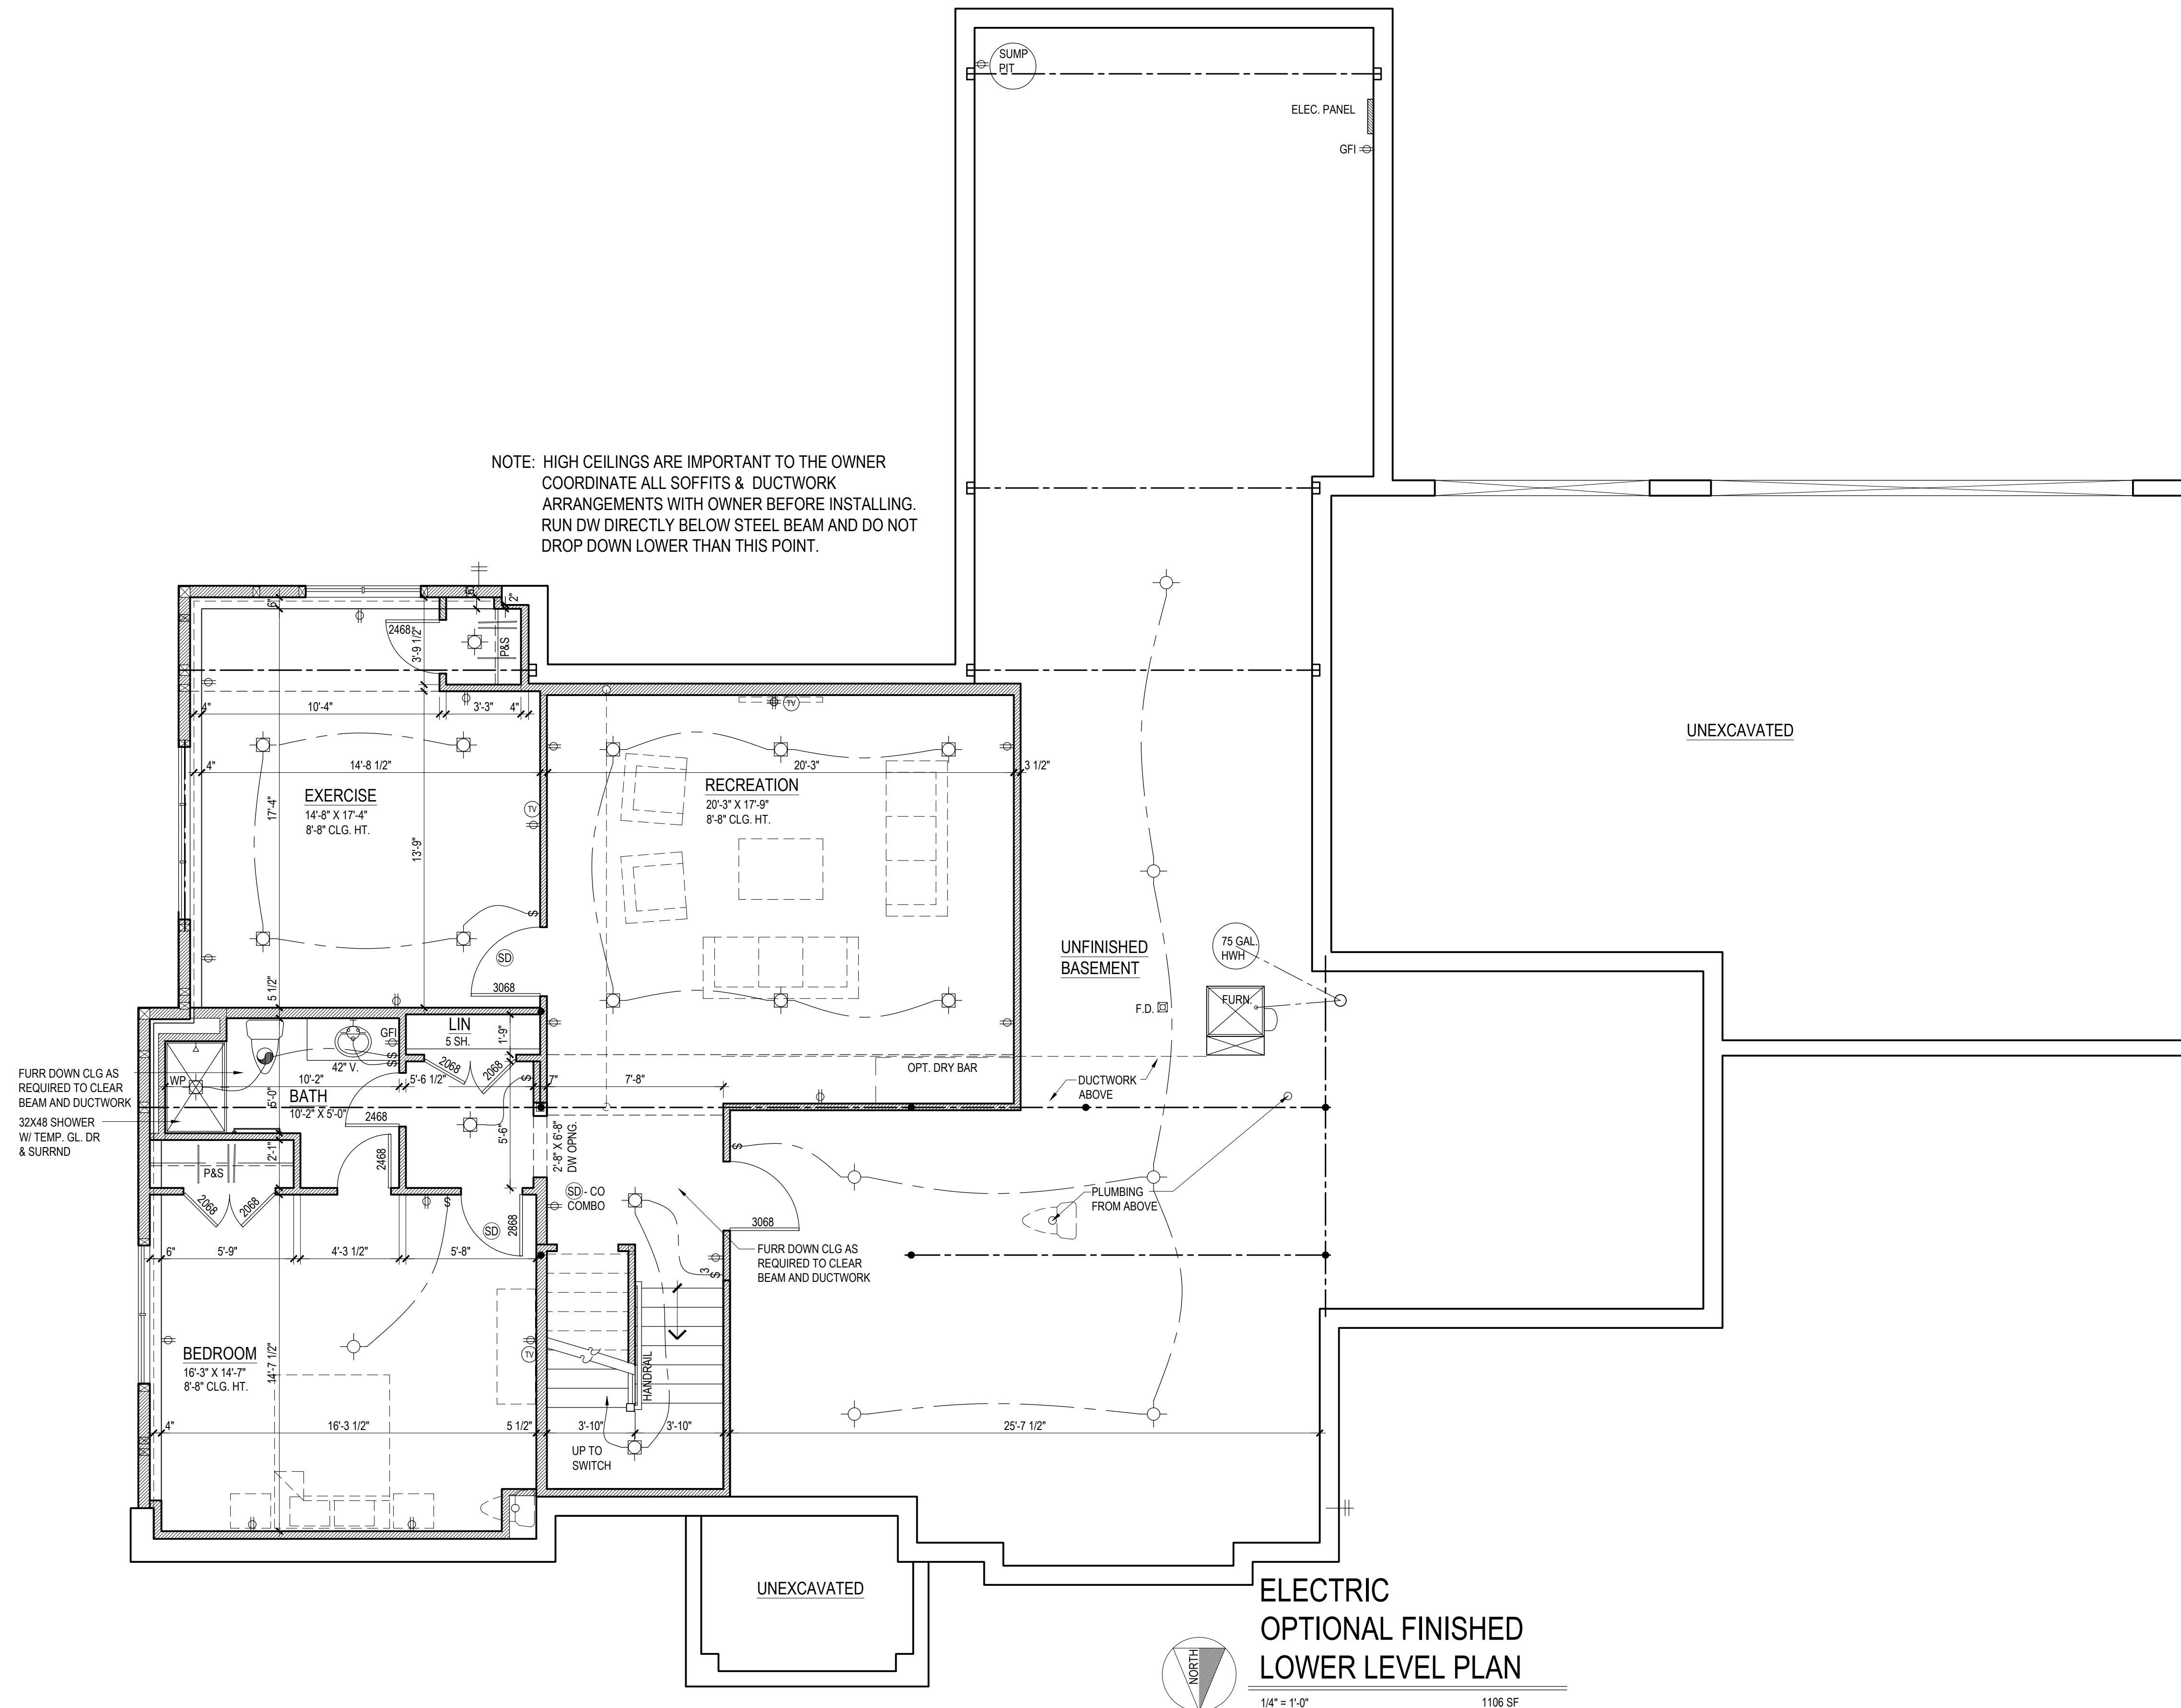 SUMP
PIT
ELEC. PANEL
GFI
NOTE: HIGH CEILINGS ARE IMPORTANT TO THE OWNER
COORDINATE ALL SOFFITS & DUCTWORK
ARRANGEMENTS WITH OWNER BEFORE INSTALLING.
RUN DW DIRECTLY BELOW STEEL BEAM AND DO NOT
DROP DOWN LOWER THAN THIS POINT.
6"
2"
2468
3'-9 1/2"
P&S
4"
10'-4"
3'-3"
4"
TV
UNEXCAVATED
4"
14'-8 1/2"
20'-3"
3 1/2"
EXERCISE
14'-8" X 17'-4"
8'-8" CLG. HT.
17'-4"
13'-9"
TV
RECREATION
20'-3" X 17'-9"
8'-8" CLG. HT.
S
SD
3068
5 1/2"
UNFINISHED
BASEMENT
75 GAL.
HWH
FURN.
F.D.
LIN
5 SH.
1'-9"
GFI
S
S
42" V.
2068
2068
FURR DOWN CLG AS
REQUIRED TO CLEAR
BEAM AND DUCTWORK
32X48 SHOWER
W/ TEMP. GL. DR
& SURRND
WP
10'-2"
5'-6 1/2"
S
7"
7'-8"
OPT. DRY BAR
DUCTWORK
ABOVE
BATH
10'-2" X 5'-0"
5'-0"
2468
5'-6"
2'-8" X 6'-8"
DW OPNG.
S
2'-1"
P&S
2468
2068
2068
SD - CO
COMBO
S
SD
2868
3068
PLUMBING
FROM ABOVE
6"
5'-9"
4'-3 1/2"
5'-8"
FURR DOWN CLG AS
REQUIRED TO CLEAR
BEAM AND DUCTWORK
3
S
BEDROOM
16'-3" X 14'-7"
8'-8" CLG. HT.
14'-7 1/2"
TV
HANDRAIL
4"
16'-3 1/2"
5 1/2"
3'-10"
3'-10"
25'-7 1/2"
UP TO
SWITCH
UNEXCAVATED
ELECTRIC
OPTIONAL FINISHED
LOWER LEVEL PLAN
NORTH
1/4" = 1'-0"
1106 SF